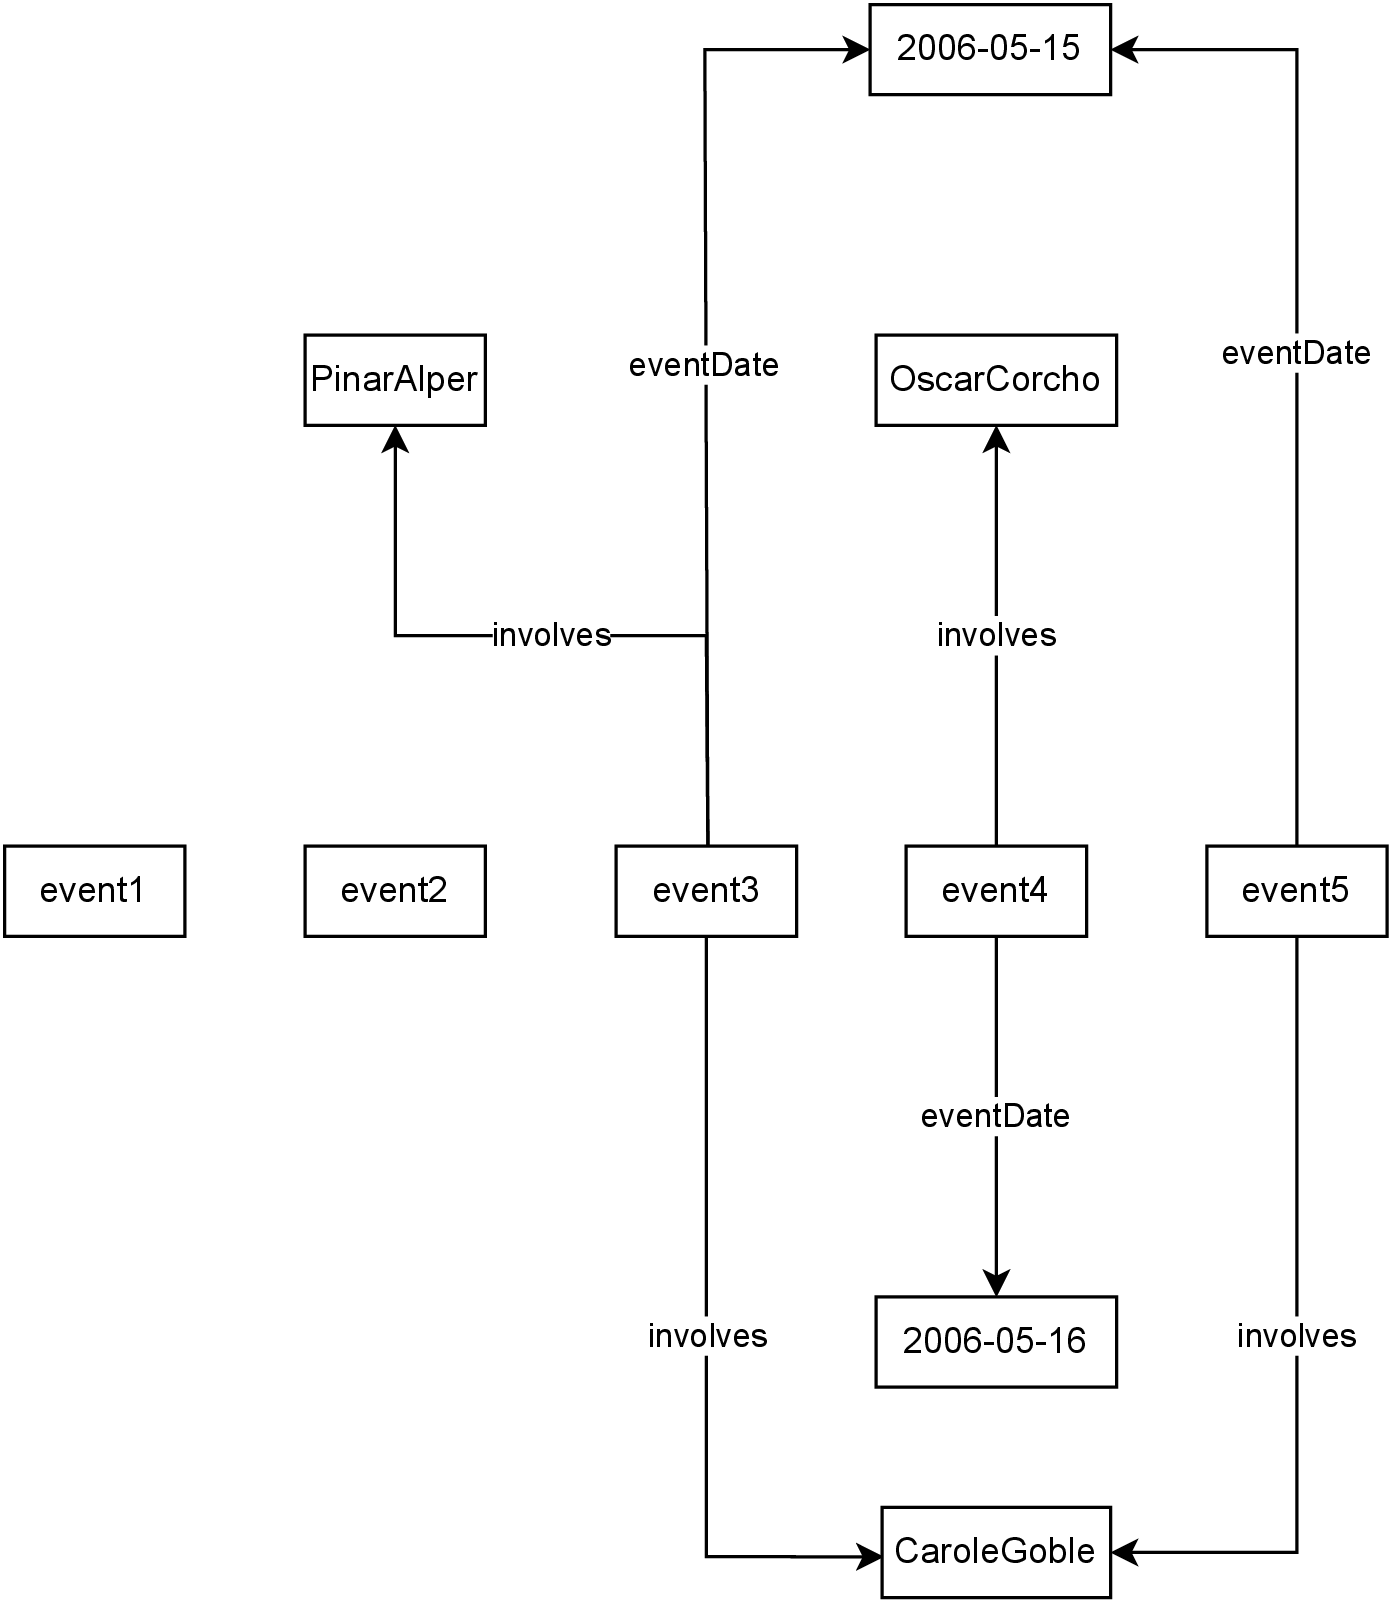 2006-05-15
eventDate
PinarAlper
eventDate
OscarCorcho
involves
involves
event1
event2
event3
event4
event5
eventDate
involves
2006-05-16
involves
CaroleGoble